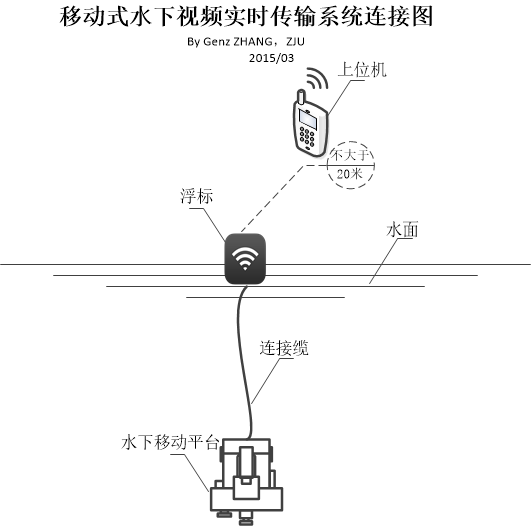 移动式水下视频实时传输系统连接图
By Genz ZHANG，ZJU
2015/03
上位机
不大于
20米
浮标
水面
连接缆
水下移动平台